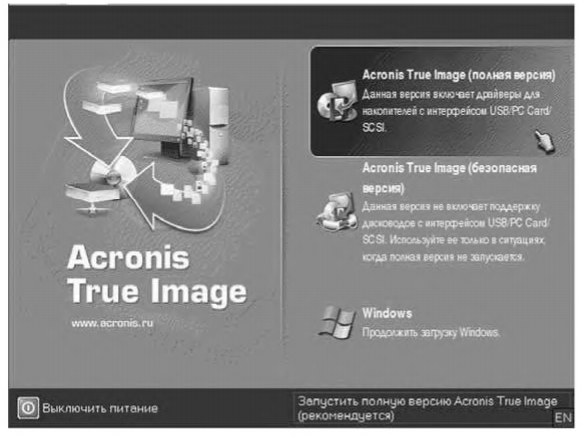 Acronis
True Image
www.acronis.ru
Acronis True Image (полная версия)
Данная версия включает драйверы для
накопителей с интерфейсом USB/PC Card/
SCSI.
Acronis True Image (безопасная
версия)
Данная версия не включает поддержку
дисководов с интерфейсом USB/PC Card/
SCSI. Используйте ее только в ситуациях,
когда полная версия не запускается.
Windows
Продолжить загрузку Windows.
Выключить питание
Запустить полную версию Acronis True Image
(рекомендуется)
EN